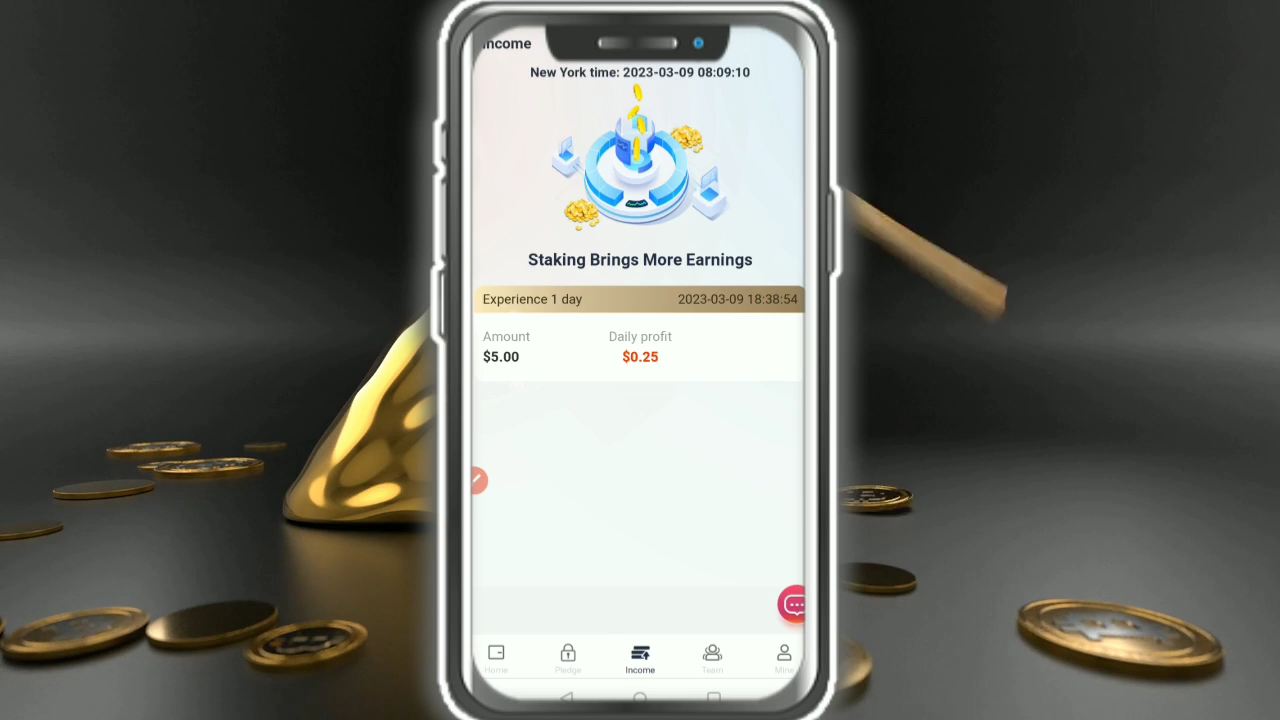 Income
New York time: 2023-03-09 08:09:10
Staking Brings More Earnings
Experience 1 day 2023-03-09 18:38:54
Amount Daily profit
$5.00 $0.25
Home Pledge Income Team Mine